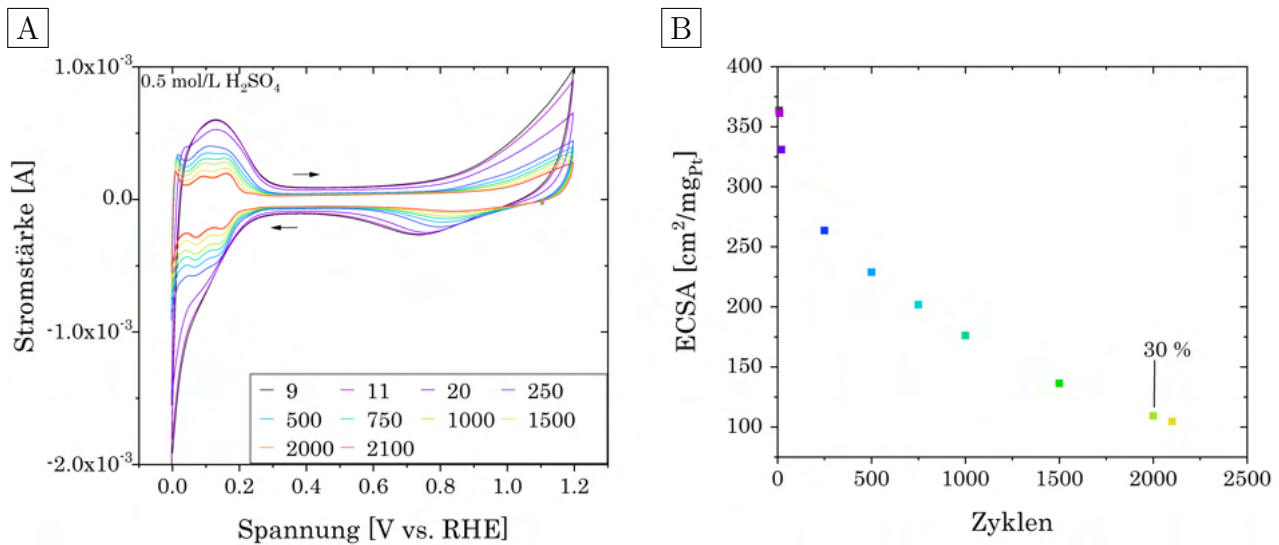 A
0.5 mol/L H₂SO₄
Stromstärke [A]
1.0x10⁻³
0.0
-1.0x10⁻³
-2.0x10⁻³
9 11 20 250
500 750 1000 1500
2000 2100
0.0 0.2 0.4 0.6 0.8 1.0 1.2
Spannung [V vs. RHE]
B
ECSA [cm²/mg_Pt]
400
350
300
250
200
150
100
30 %
0 500 1000 1500 2000 2500
Zyklen